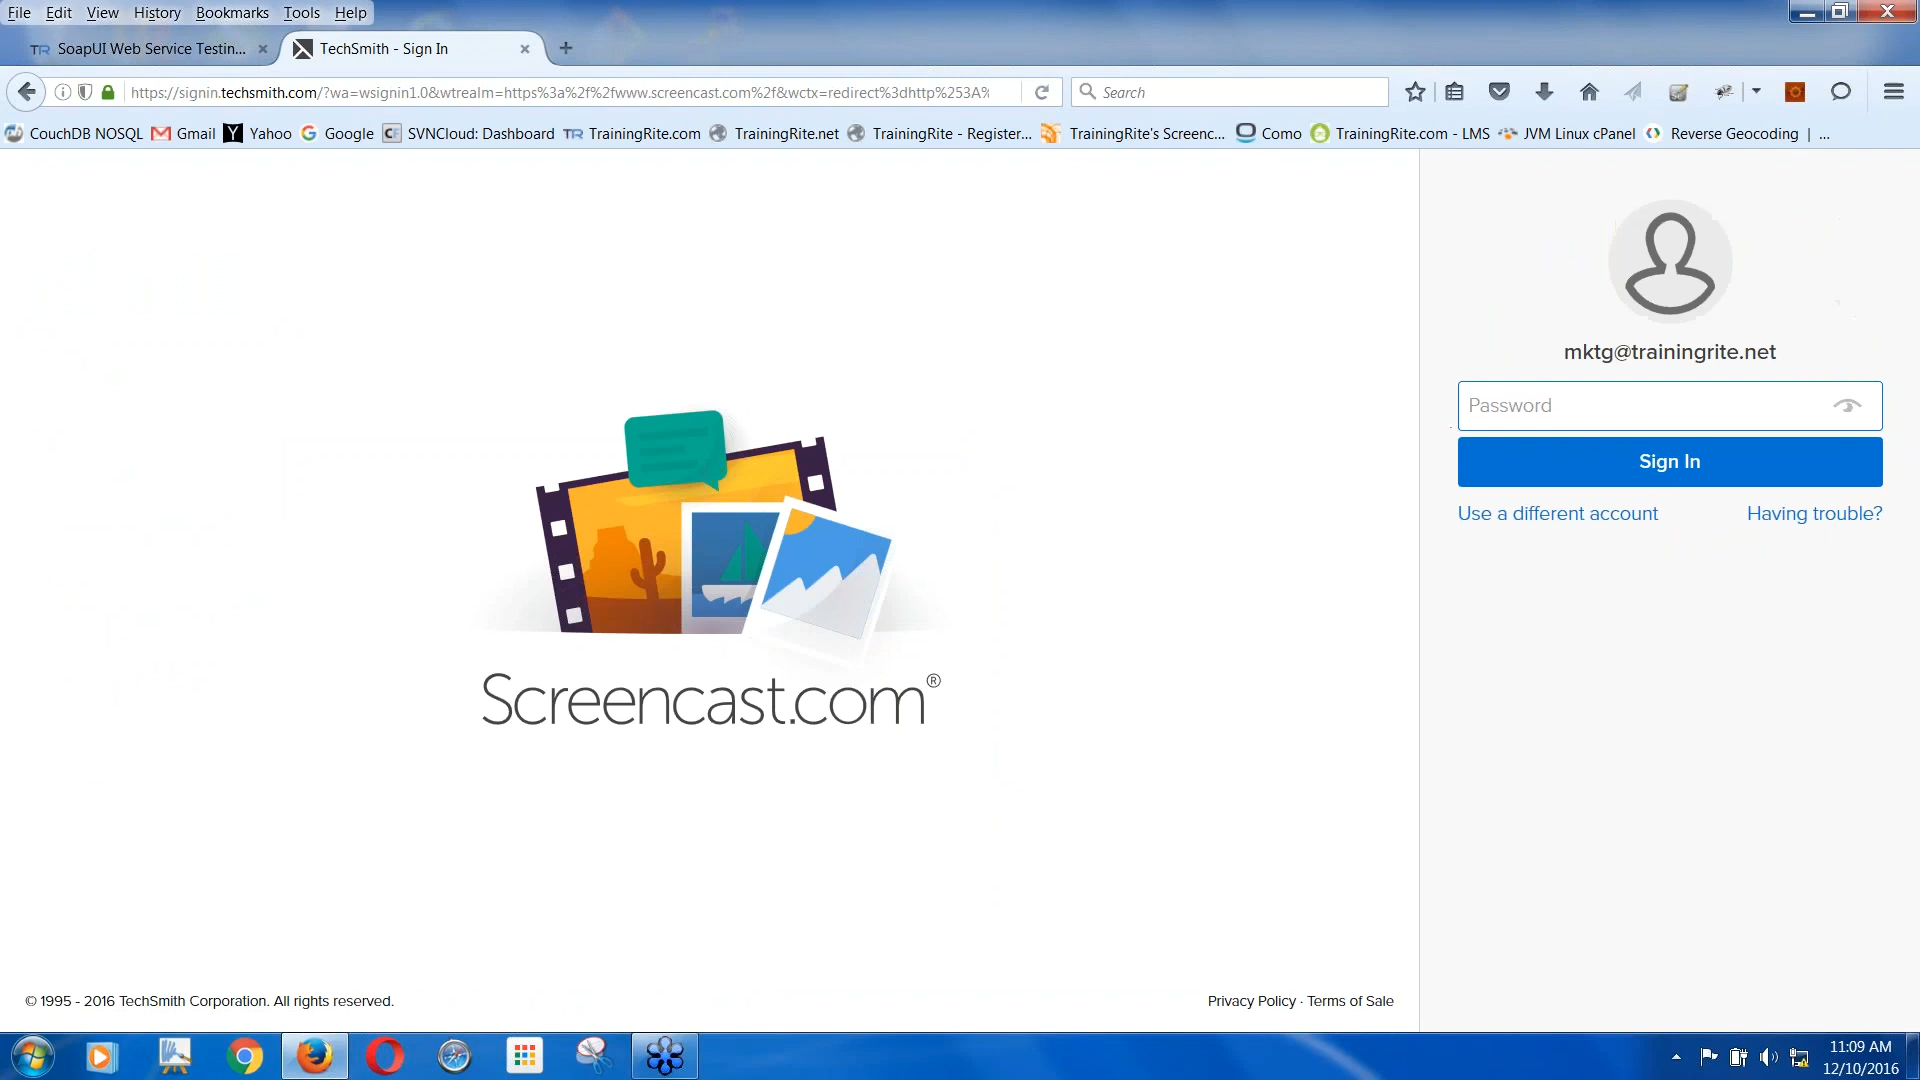 File Edit View History Bookmarks Tools Help
TR SoapUI Web Service Testin... TechSmith - Sign In
https://signin.techsmith.com/?wa=wsignin1.0&wtrealm=https%3a%2f%2fwww.screencast.com%2f&wctx=redirect%3dhttp%253A% Search
CouchDB NOSQL Gmail Yahoo Google CF SVNCloud: Dashboard TR TrainingRite.com TrainingRite.net TrainingRite - Register... TrainingRite's Screenc... Como TrainingRite.com - LMS JVM Linux cPanel Reverse Geocoding | ...
mktg@trainingrite.net
Password
Sign In
Use a different account Having trouble?
Screencast.com®
© 1995 - 2016 TechSmith Corporation. All rights reserved. Privacy Policy · Terms of Sale
11:09 AM
12/10/2016